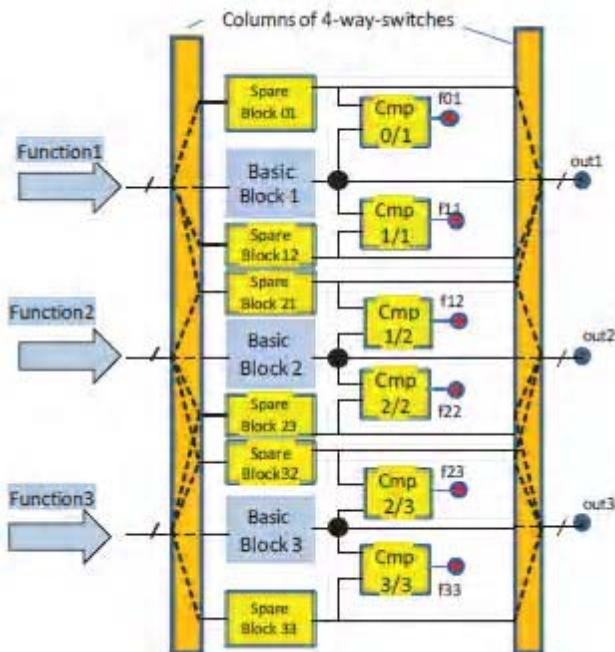 Columns of 4-way-switches
Spare
Block 01
Cmp
0/1
f01
Function1
Basic
Block 1
out1
Cmp
1/1
f11
Spare
Block12
Spare
Block 21
Function2
Cmp
1/2
f12
Basic
Block 2
out2
Cmp
2/2
f22
Spare
Block 23
Spare
Block32
Function3
Cmp
2/3
f23
Basic
Block 3
out3
Cmp
3/3
f33
Spare
Block 33